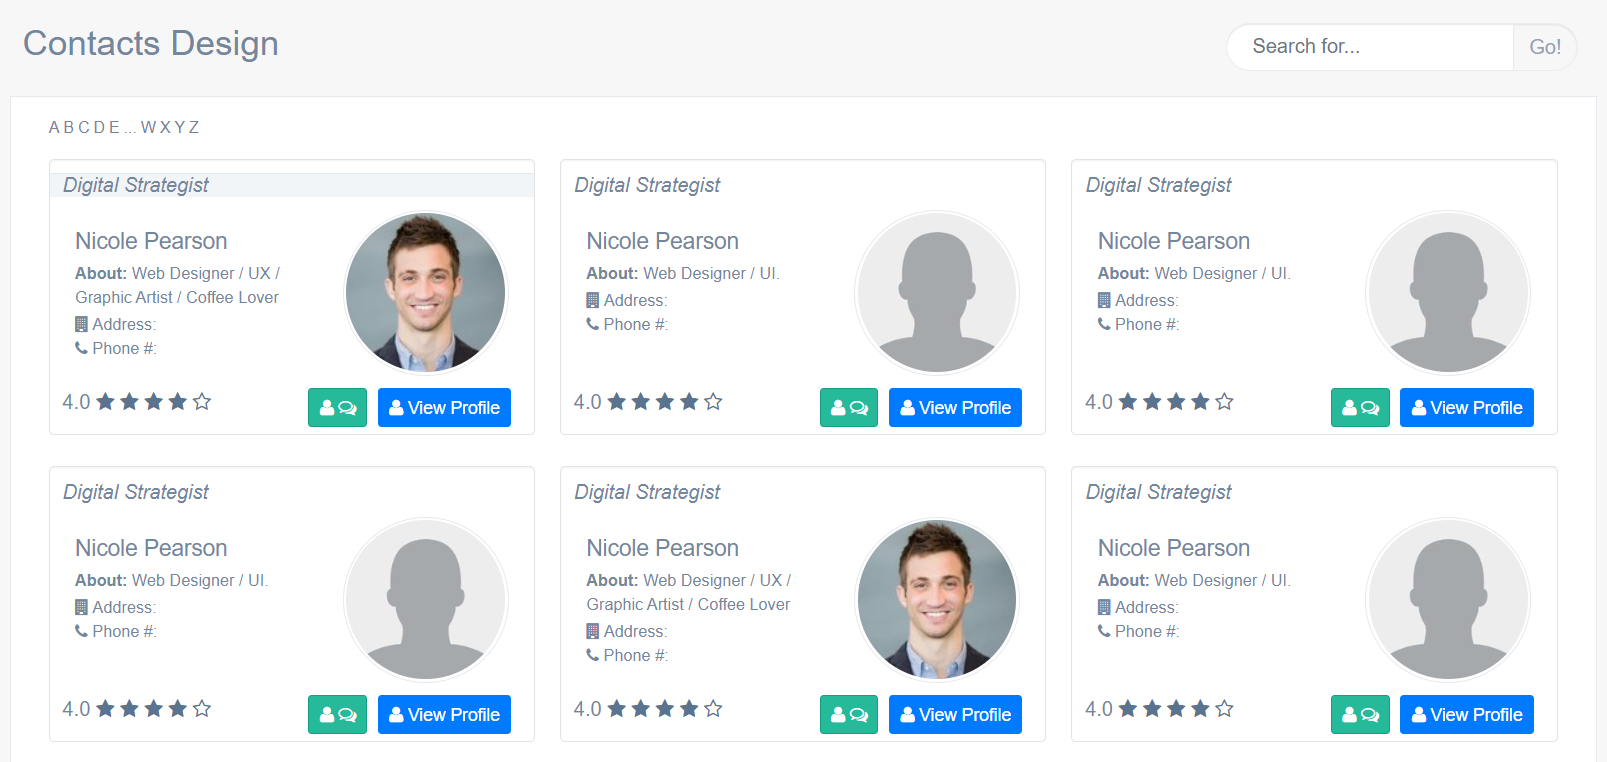 Contacts Design
Search for...
Go!
A B C D E ... W X Y Z
Digital Strategist
Nicole Pearson
About: Web Designer / UX /
Graphic Artist / Coffee Lover
Address:
Phone #:
4.0
View Profile
Digital Strategist
Nicole Pearson
About: Web Designer / UI.
Address:
Phone #:
4.0
View Profile
Digital Strategist
Nicole Pearson
About: Web Designer / UI.
Address:
Phone #:
4.0
View Profile
Digital Strategist
Nicole Pearson
About: Web Designer / UI.
Address:
Phone #:
4.0
View Profile
Digital Strategist
Nicole Pearson
About: Web Designer / UX /
Graphic Artist / Coffee Lover
Address:
Phone #:
4.0
View Profile
Digital Strategist
Nicole Pearson
About: Web Designer / UI.
Address:
Phone #:
4.0
View Profile